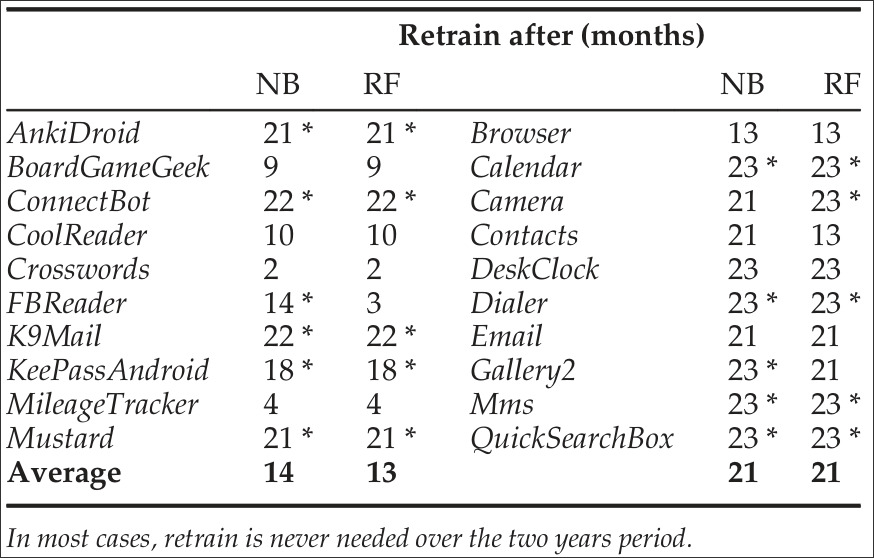 Retrain after (months)
NB RF NB RF
AnkiDroid 21 * 21 * Browser 13 13
BoardGameGeek 9 9 Calendar 23 * 23 *
ConnectBot 22 * 22 * Camera 21 23 *
CoolReader 10 10 Contacts 21 13
Crosswords 2 2 DeskClock 23 23
FBReader 14 * 3 Dialer 23 * 23 *
K9Mail 22 * 22 * Email 21 21
KeePassAndroid 18 * 18 * Gallery2 23 * 21
MileageTracker 4 4 Mms 23 * 23 *
Mustard 21 * 21 * QuickSearchBox 23 * 23 *
Average 14 13 21 21
In most cases, retrain is never needed over the two years period.